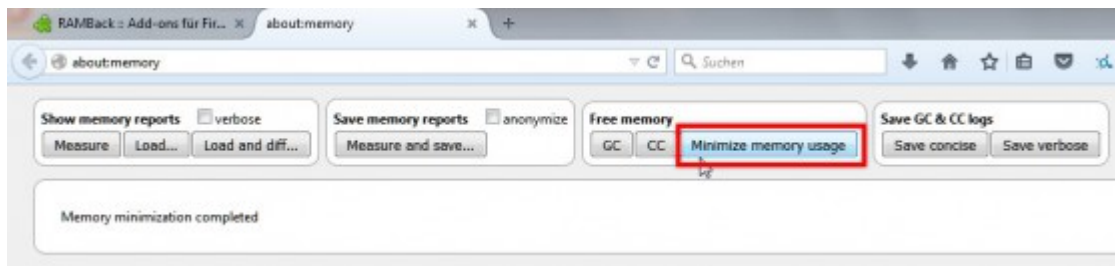 RAMBack :: Add-ons für Fir... × about:memory × +
about:memory Suchen
Show memory reports verbose
Measure Load... Load and diff...
Save memory reports anonymize
Measure and save...
Free memory
GC CC Minimize memory usage
Save GC & CC logs
Save concise Save verbose
Memory minimization completed